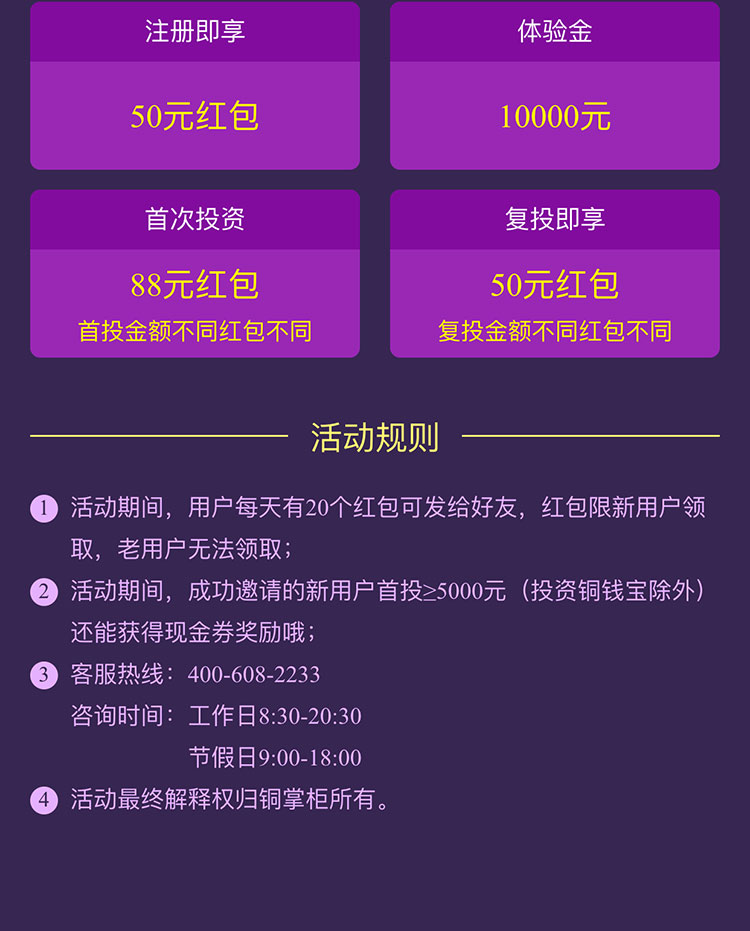 注册即享
体验金
50元红包
10000元
首次投资
复投即享
88元红包
50元红包
首投金额不同红包不同
复投金额不同红包不同
活动规则
1 活动期间，用户每天有20个红包可发给好友，红包限新用户领
取，老用户无法领取；
2 活动期间，成功邀请的新用户首投≥5000元（投资铜钱宝除外）
还能获得现金券奖励哦；
3 客服热线：400-608-2233
咨询时间：工作日8:30-20:30
节假日9:00-18:00
4 活动最终解释权归铜掌柜所有。